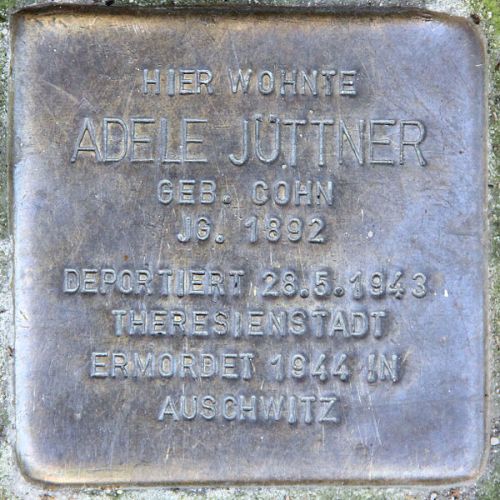 HIER WOHNTE
ADELE JÜTTNER
GEB. COHN
JG. 1892
DEPORTIERT 28.5.1943
THERESIENSTADT
ERMORDET 1944 IN
AUSCHWITZ